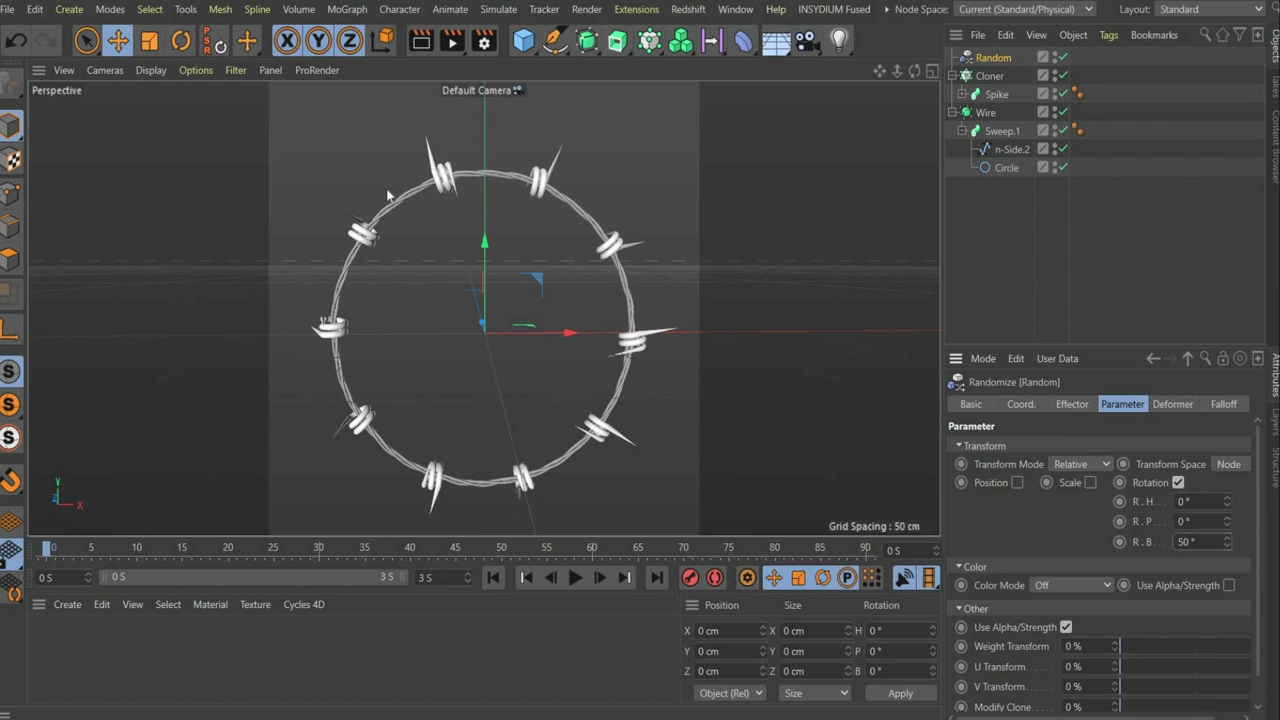 File Create Modes Select Tools Mesh Spline Volume MoGraph Character Animate Simulate Tracker Render Extensions Redshift Window Help INSYDIUM Fused Node Space: Current (Standard/Physical) Layout: Standard
PSR X Y Z
File Edit View Object Tags Bookmarks
View Cameras Display Options Filter Panel ProRender
Perspective Default Camera
Random
Cloner
Spike
Wire
Sweep.1
n-Side.2
Circle
Objects
Takes
Content Browser
Attributes
Layers
Structure
S
S
S
Y
Z X
Grid Spacing : 50 cm
Mode Edit User Data
Randomize [Random]
Basic Coord. Effector Parameter Deformer Falloff
Parameter
Transform
Transform Mode Relative Transform Space Node
Position Scale Rotation
R . H . . . 0 °
R . P . . . 0 °
R . B . . . 50 °
Color
Color Mode Off Use Alpha/Strength
Other
Use Alpha/Strength
Weight Transform 0 %
U Transform. . . . . 0 %
V Transform. . . . . 0 %
Modify Clone. . . . 0 %
0 5 10 15 20 25 30 35 40 45 50 55 60 65 70 75 80 85 90 0 S
0 S 0 S 3 S 3 S P
Create Edit View Select Material Texture Cycles 4D
Position Size Rotation
X 0 cm X 0 cm H 0 °
Y 0 cm Y 0 cm P 0 °
Z 0 cm Z 0 cm B 0 °
Object (Rel) Size Apply